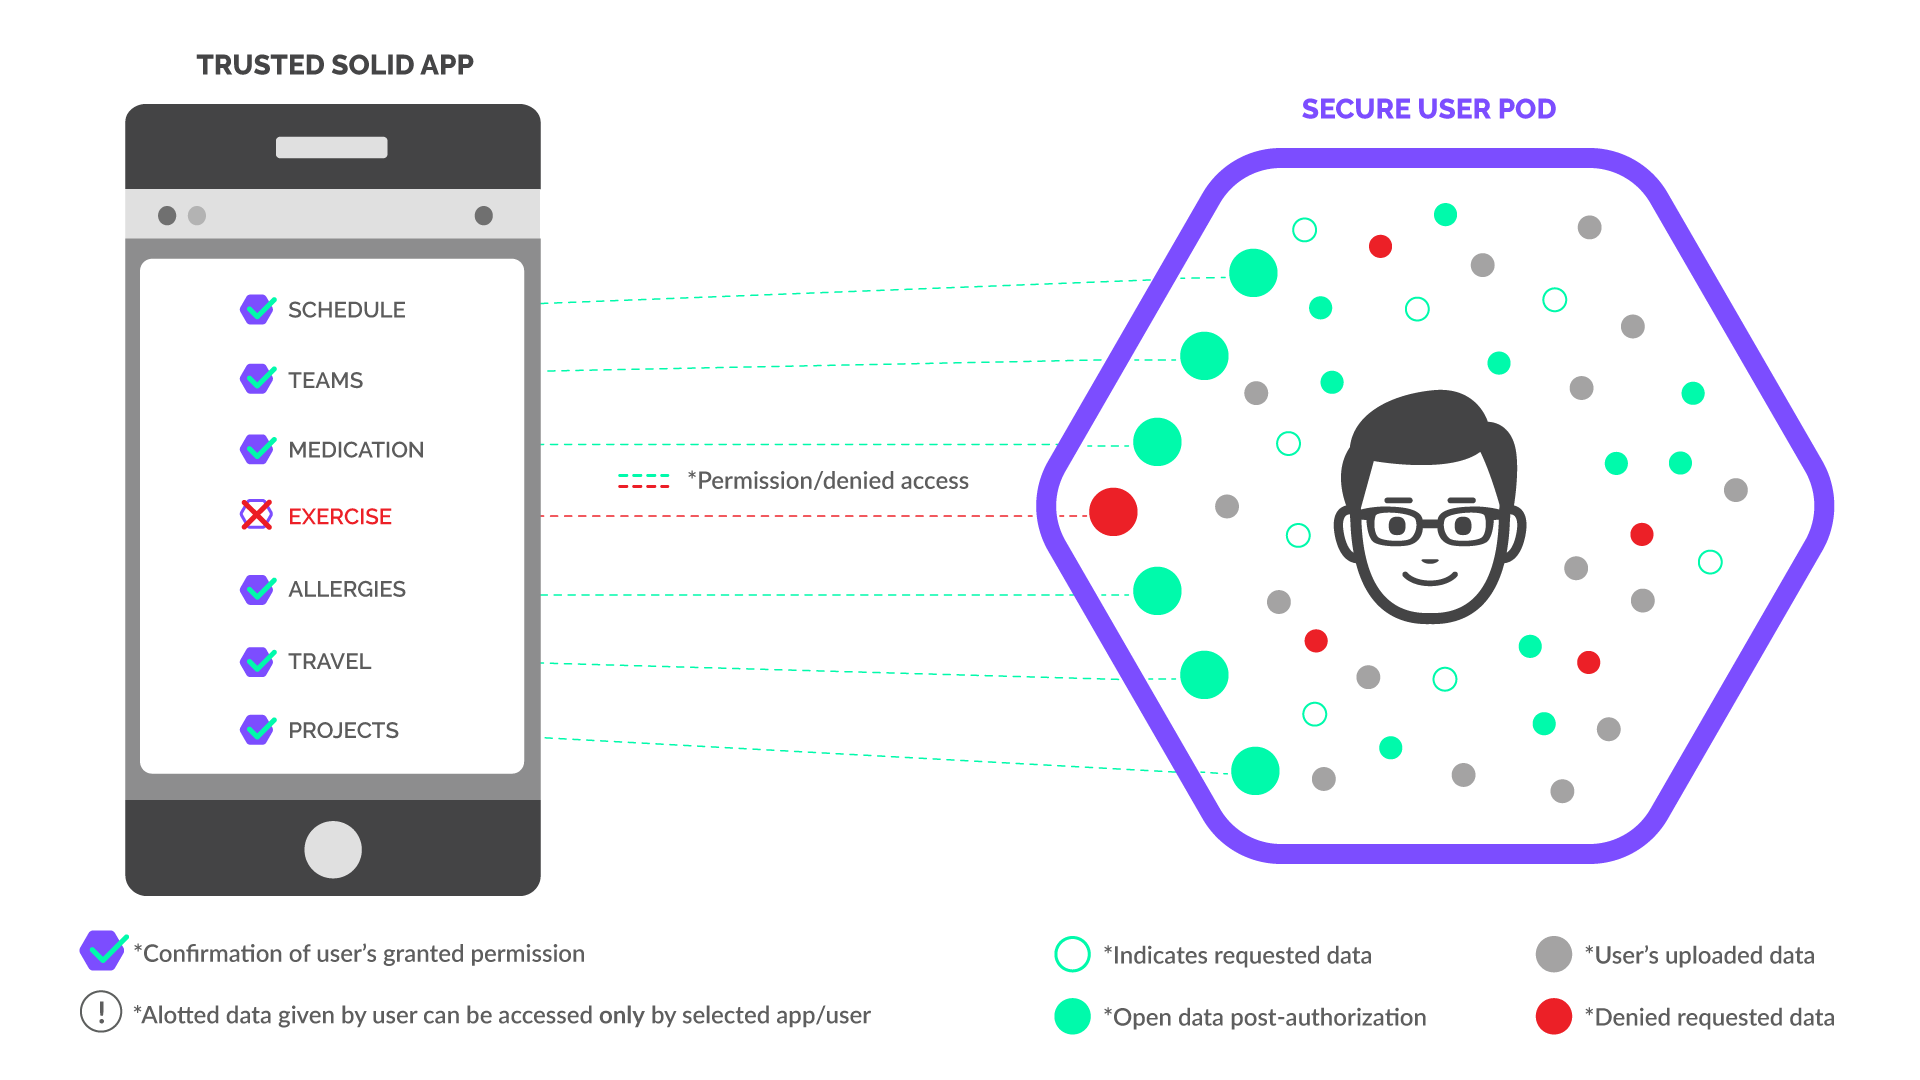 TRUSTED SOLID APP
SECURE USER POD
SCHEDULE
TEAMS
MEDICATION
*Permission/denied access
EXERCISE
ALLERGIES
TRAVEL
PROJECTS
*Confirmation of user’s granted permission
*Alotted data given by user can be accessed only by selected app/user
*Indicates requested data
*User’s uploaded data
*Open data post-authorization
*Denied requested data